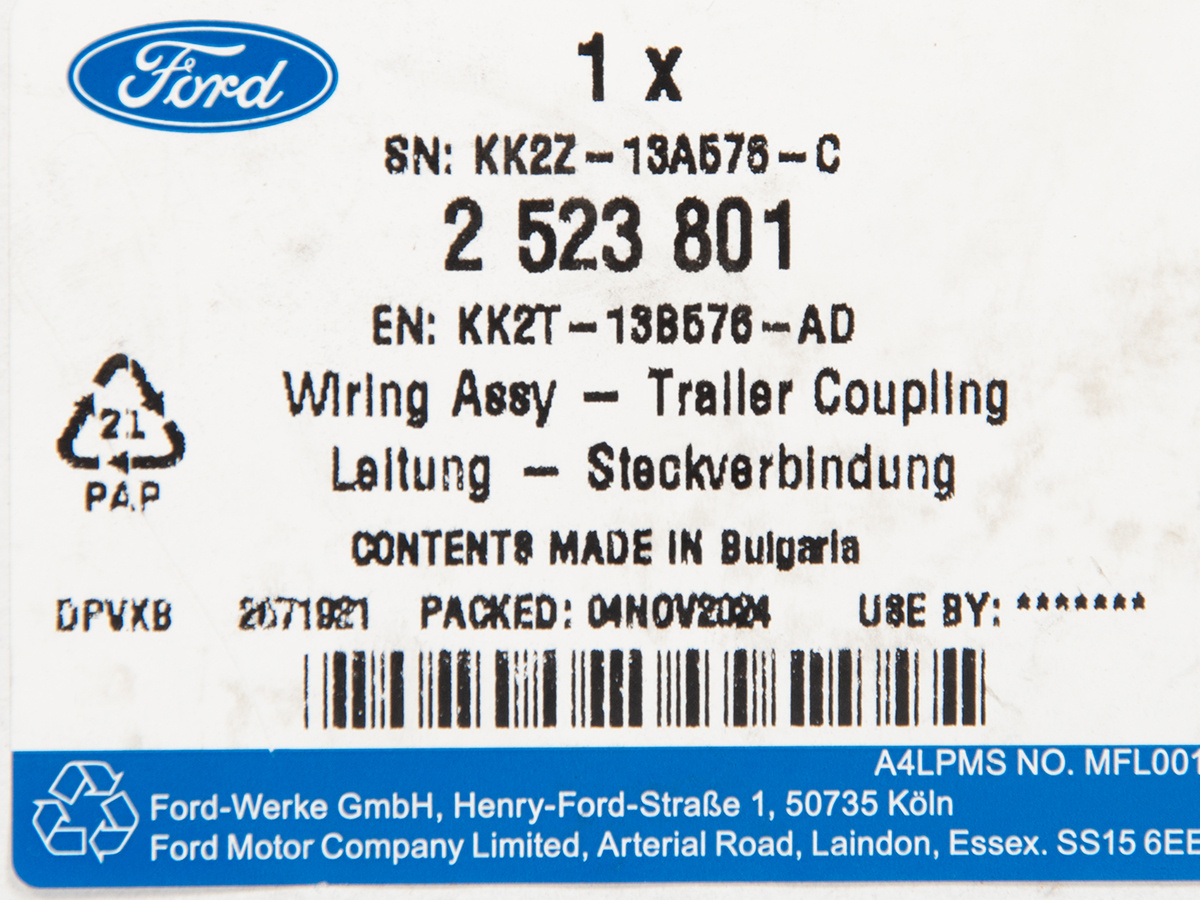 Ford
1 x
SN: KK2Z-13A576-C
2 523 801
EN: KK2T-13B576-AD
Wiring Assy - Trailer Coupling
21
Leitung - Steckverbindung
PAP
CONTENTS MADE IN Bulgaria
DPVXB 2071921 PACKED: 04NOV2024 USE BY: *******
A4LPMS NO. MFL001
Ford-Werke GmbH, Henry-Ford-Straße 1, 50735 Köln
Ford Motor Company Limited, Arterial Road, Laindon, Essex. SS15 6EE